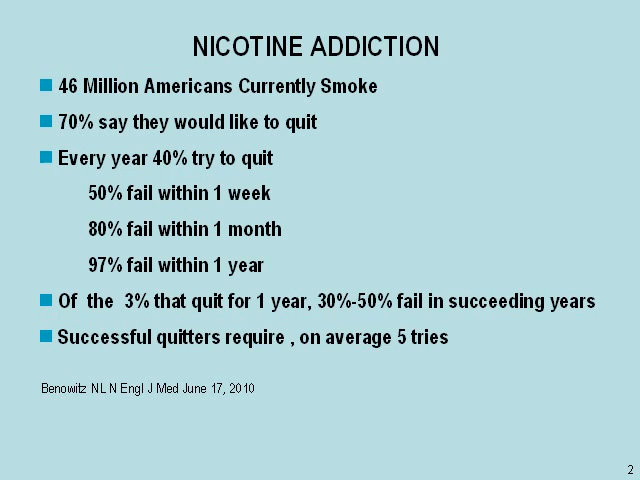 NICOTINE ADDICTION
46 Million Americans Currently Smoke
70% say they would like to quit
Every year 40% try to quit
50% fail within 1 week
80% fail within 1 month
97% fail within 1 year
Of the 3% that quit for 1 year, 30%-50% fail in succeeding years
Successful quitters require , on average 5 tries
Benowitz NL N Engl J Med June 17, 2010
2